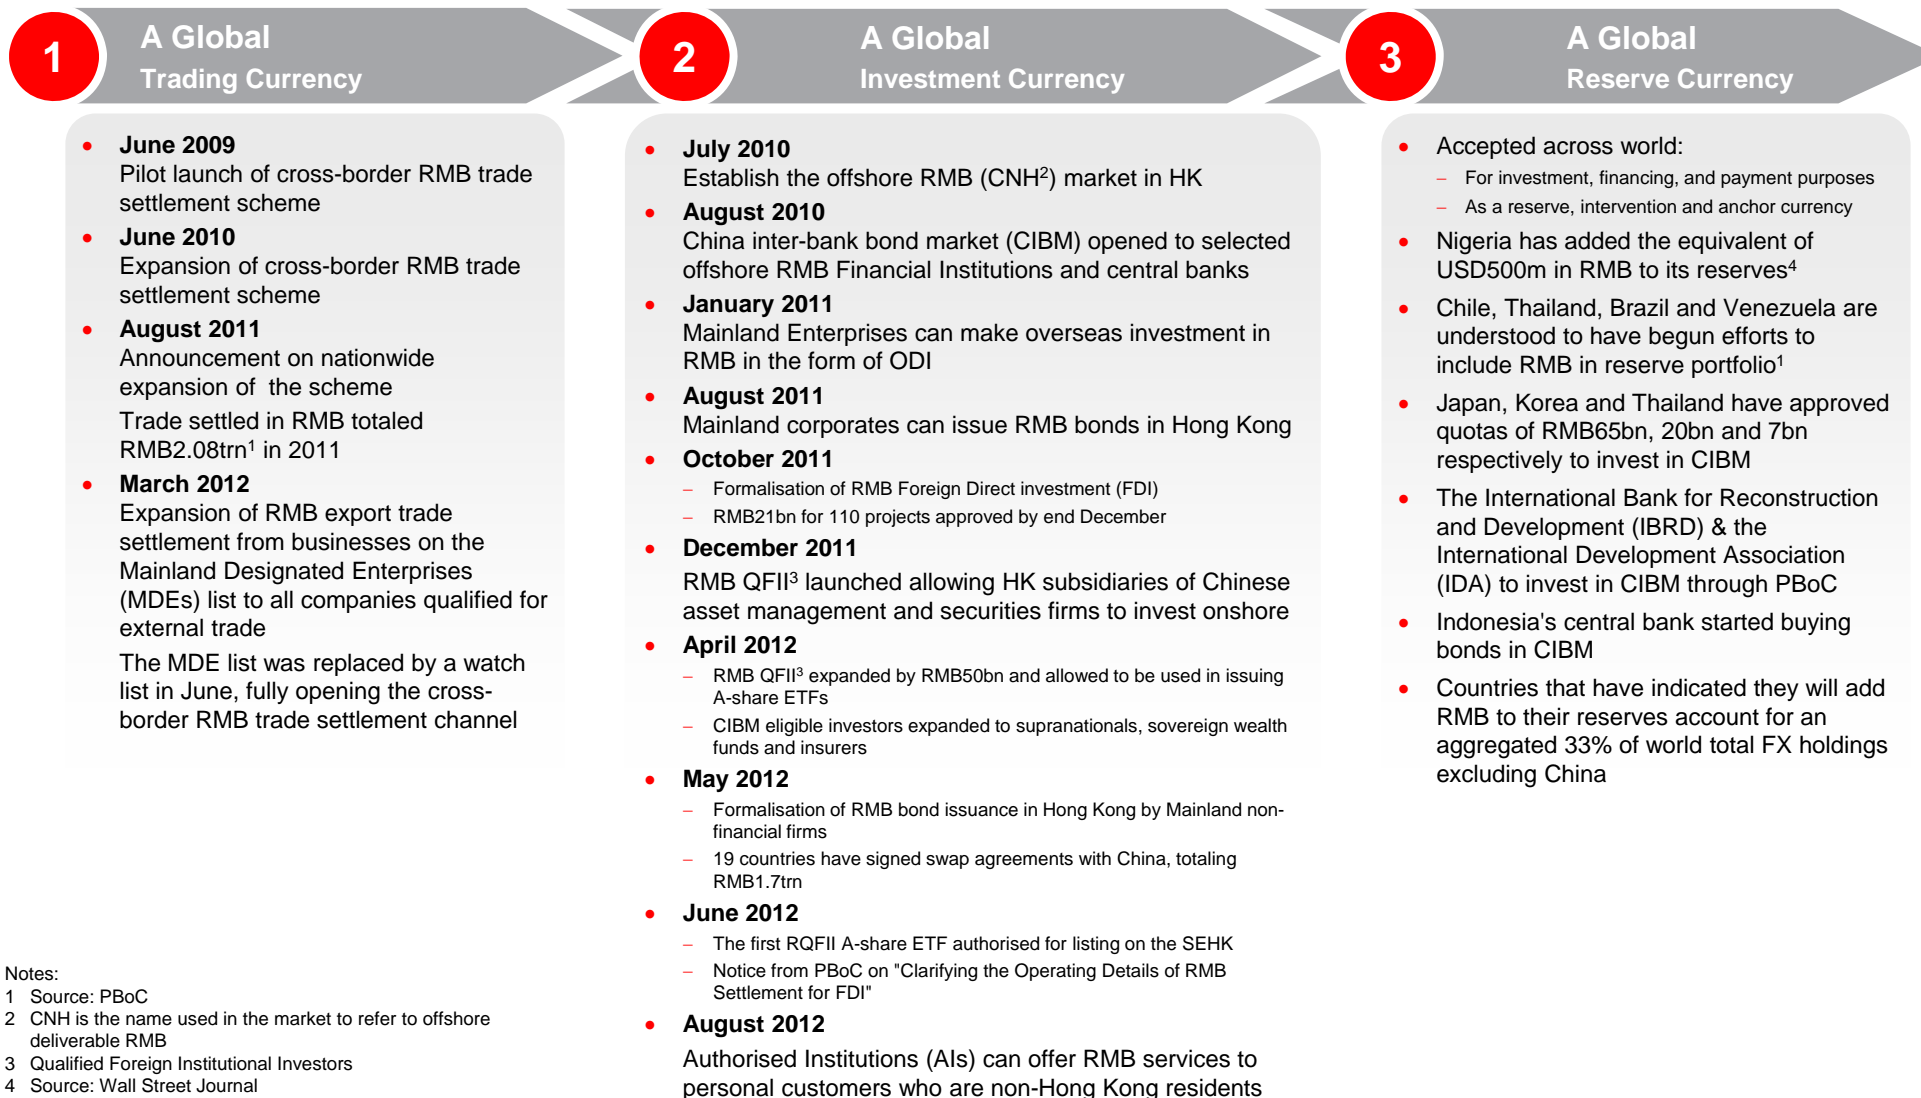 1
A Global
Trading Currency
2
A Global
Investment Currency
3
A Global
Reserve Currency
• June 2009
Pilot launch of cross-border RMB trade
settlement scheme
• June 2010
Expansion of cross-border RMB trade
settlement scheme
• August 2011
Announcement on nationwide
expansion of the scheme
Trade settled in RMB totaled
RMB2.08trn¹ in 2011
• March 2012
Expansion of RMB export trade
settlement from businesses on the
Mainland Designated Enterprises
(MDEs) list to all companies qualified for
external trade
The MDE list was replaced by a watch
list in June, fully opening the cross-
border RMB trade settlement channel
• July 2010
Establish the offshore RMB (CNH²) market in HK
• August 2010
China inter-bank bond market (CIBM) opened to selected
offshore RMB Financial Institutions and central banks
• January 2011
Mainland Enterprises can make overseas investment in
RMB in the form of ODI
• August 2011
Mainland corporates can issue RMB bonds in Hong Kong
• October 2011
– Formalisation of RMB Foreign Direct investment (FDI)
– RMB21bn for 110 projects approved by end December
• December 2011
RMB QFII³ launched allowing HK subsidiaries of Chinese
asset management and securities firms to invest onshore
• April 2012
– RMB QFII³ expanded by RMB50bn and allowed to be used in issuing
A-share ETFs
– CIBM eligible investors expanded to supranationals, sovereign wealth
funds and insurers
• May 2012
– Formalisation of RMB bond issuance in Hong Kong by Mainland non-
financial firms
– 19 countries have signed swap agreements with China, totaling
RMB1.7trn
• June 2012
– The first RQFII A-share ETF authorised for listing on the SEHK
– Notice from PBoC on "Clarifying the Operating Details of RMB
Settlement for FDI"
• August 2012
Authorised Institutions (AIs) can offer RMB services to
personal customers who are non-Hong Kong residents
• Accepted across world:
– For investment, financing, and payment purposes
– As a reserve, intervention and anchor currency
• Nigeria has added the equivalent of
USD500m in RMB to its reserves⁴
• Chile, Thailand, Brazil and Venezuela are
understood to have begun efforts to
include RMB in reserve portfolio¹
• Japan, Korea and Thailand have approved
quotas of RMB65bn, 20bn and 7bn
respectively to invest in CIBM
• The International Bank for Reconstruction
and Development (IBRD) & the
International Development Association
(IDA) to invest in CIBM through PBoC
• Indonesia's central bank started buying
bonds in CIBM
• Countries that have indicated they will add
RMB to their reserves account for an
aggregated 33% of world total FX holdings
excluding China
Notes:
1 Source: PBoC
2 CNH is the name used in the market to refer to offshore
deliverable RMB
3 Qualified Foreign Institutional Investors
4 Source: Wall Street Journal